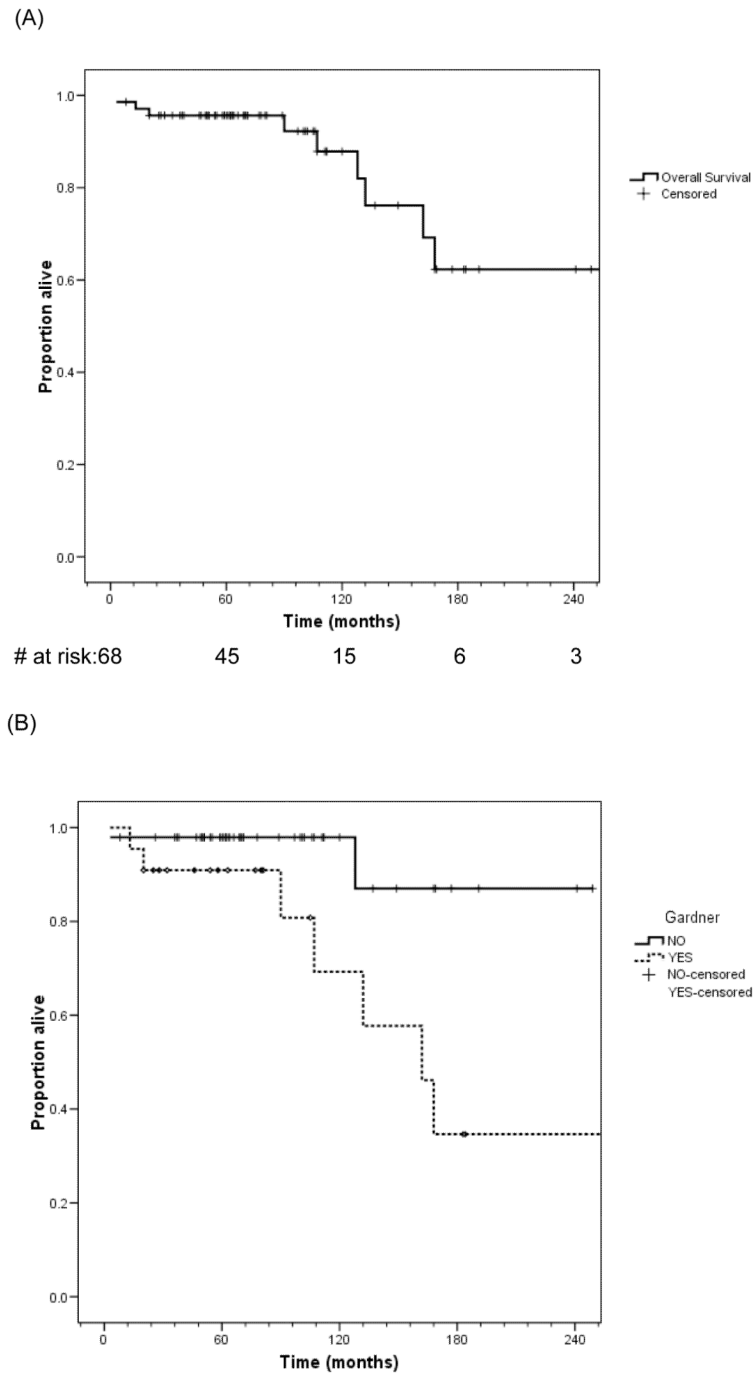 (A)
1.0
0.8
0.6
0.4
0.2
0.0
Proportion alive
0 60 120 180 240
Time (months)
Overall Survival
Censored
# at risk:68 45 15 6 3
(B)
1.0
0.8
0.6
0.4
0.2
0.0
Proportion alive
0 60 120 180 240
Time (months)
Gardner
NO
YES
NO-censored
YES-censored